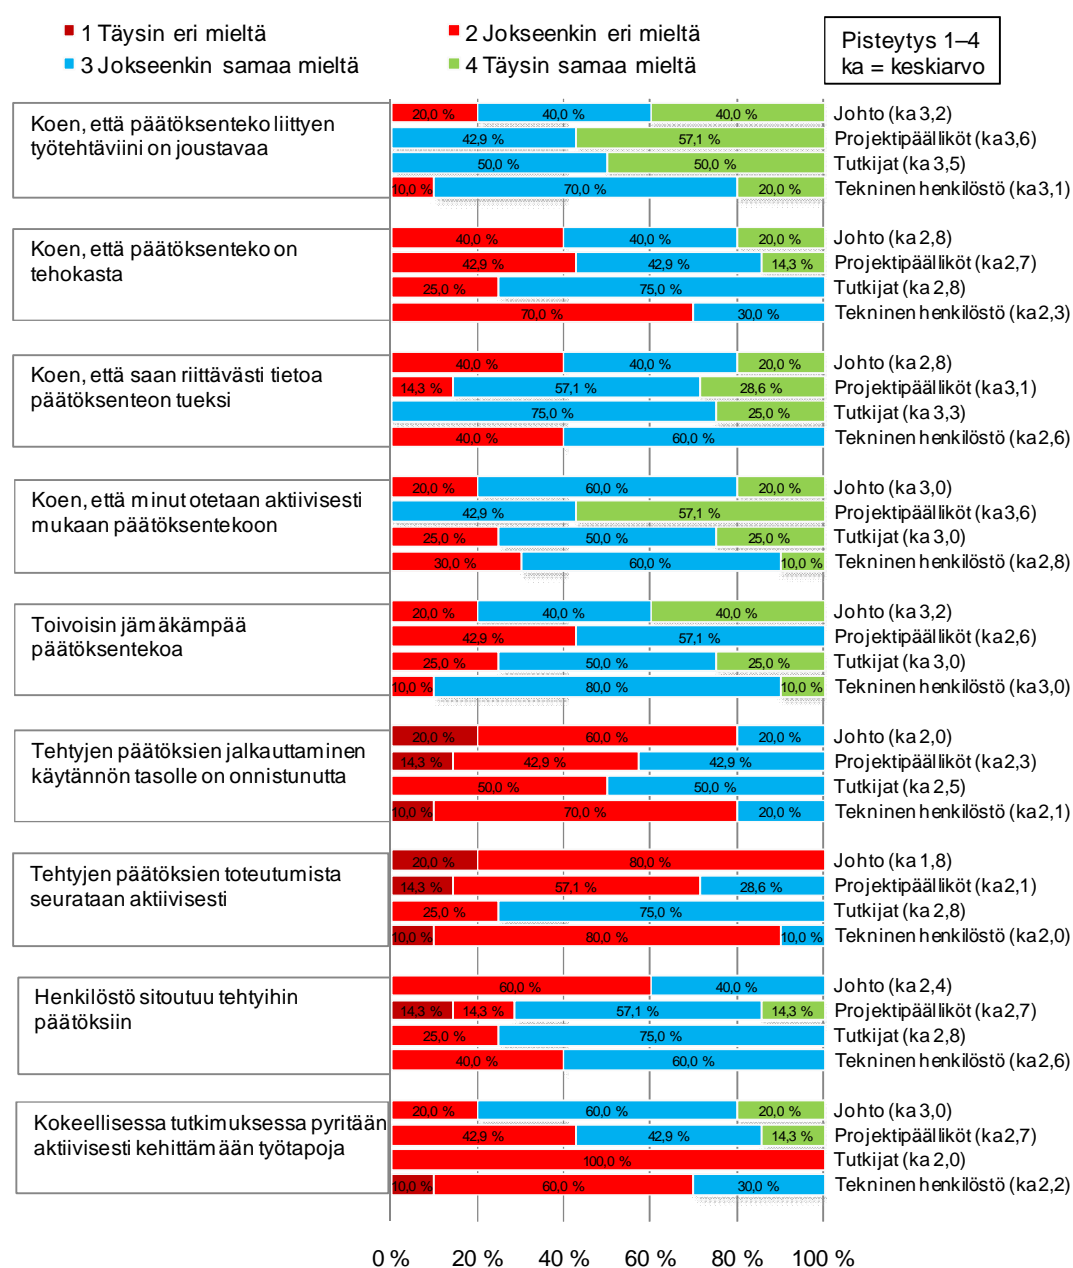 1 Täysin eri mieltä
2 Jokseenkin eri mieltä
3 Jokseenkin samaa mieltä
4 Täysin samaa mieltä
Pisteytys 1–4
ka = keskiarvo
Koen, että päätöksenteko liittyen
työtehtäviini on joustavaa
20,0 % 40,0 % 40,0 % Johto (ka 3,2)
42,9 % 57,1 % Projektipäälliköt (ka 3,6)
50,0 % 50,0 % Tutkijat (ka 3,5)
10,0 % 70,0 % 20,0 % Tekninen henkilöstö (ka 3,1)
Koen, että päätöksenteko on
tehokasta
40,0 % 40,0 % 20,0 % Johto (ka 2,8)
42,9 % 42,9 % 14,3 % Projektipäälliköt (ka 2,7)
25,0 % 75,0 % Tutkijat (ka 2,8)
70,0 % 30,0 % Tekninen henkilöstö (ka 2,3)
Koen, että saan riittävästi tietoa
päätöksenteon tueksi
40,0 % 40,0 % 20,0 % Johto (ka 2,8)
14,3 % 57,1 % 28,6 % Projektipäälliköt (ka 3,1)
75,0 % 25,0 % Tutkijat (ka 3,3)
40,0 % 60,0 % Tekninen henkilöstö (ka 2,6)
Koen, että minut otetaan aktiivisesti
mukaan päätöksentekoon
20,0 % 60,0 % 20,0 % Johto (ka 3,0)
42,9 % 57,1 % Projektipäälliköt (ka 3,6)
25,0 % 50,0 % 25,0 % Tutkijat (ka 3,0)
30,0 % 60,0 % 10,0 % Tekninen henkilöstö (ka 2,8)
Toivoisin jämäkämpää
päätöksentekoa
20,0 % 40,0 % 40,0 % Johto (ka 3,2)
42,9 % 57,1 % Projektipäälliköt (ka 2,6)
25,0 % 50,0 % 25,0 % Tutkijat (ka 3,0)
10,0 % 80,0 % 10,0 % Tekninen henkilöstö (ka 3,0)
Tehtyjen päätöksien jalkauttaminen
käytännön tasolle on onnistunutta
20,0 % 60,0 % 20,0 % Johto (ka 2,0)
14,3 % 42,9 % 42,9 % Projektipäälliköt (ka 2,3)
50,0 % 50,0 % Tutkijat (ka 2,5)
10,0 % 70,0 % 20,0 % Tekninen henkilöstö (ka 2,1)
Tehtyjen päätöksien toteutumista
seurataan aktiivisesti
20,0 % 80,0 % Johto (ka 1,8)
14,3 % 57,1 % 28,6 % Projektipäälliköt (ka 2,1)
25,0 % 75,0 % Tutkijat (ka 2,8)
10,0 % 80,0 % 10,0 % Tekninen henkilöstö (ka 2,0)
Henkilöstö sitoutuu tehtyihin
päätöksiin
60,0 % 40,0 % Johto (ka 2,4)
14,3 % 14,3 % 57,1 % 14,3 % Projektipäälliköt (ka 2,7)
25,0 % 75,0 % Tutkijat (ka 2,8)
40,0 % 60,0 % Tekninen henkilöstö (ka 2,6)
Kokeellisessa tutkimuksessa pyritään
aktiivisesti kehittämään työtapoja
20,0 % 60,0 % 20,0 % Johto (ka 3,0)
42,9 % 42,9 % 14,3 % Projektipäälliköt (ka 2,7)
100,0 % Tutkijat (ka 2,0)
10,0 % 60,0 % 30,0 % Tekninen henkilöstö (ka 2,2)
0 % 20 % 40 % 60 % 80 % 100 %